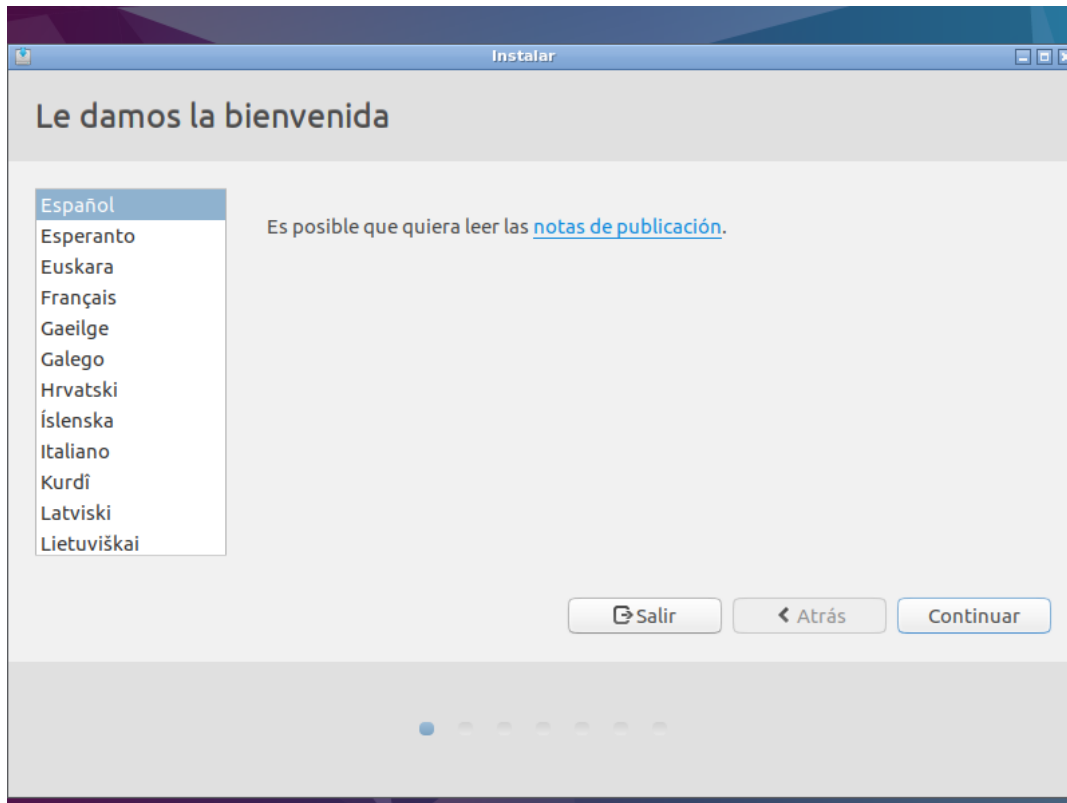 Instalar
Le damos la bienvenida
Español
Esperanto
Euskara
Français
Gaeilge
Galego
Hrvatski
Íslenska
Italiano
Kurdî
Latviski
Lietuviškai
Es posible que quiera leer las notas de publicación.
Salir
Atrás
Continuar